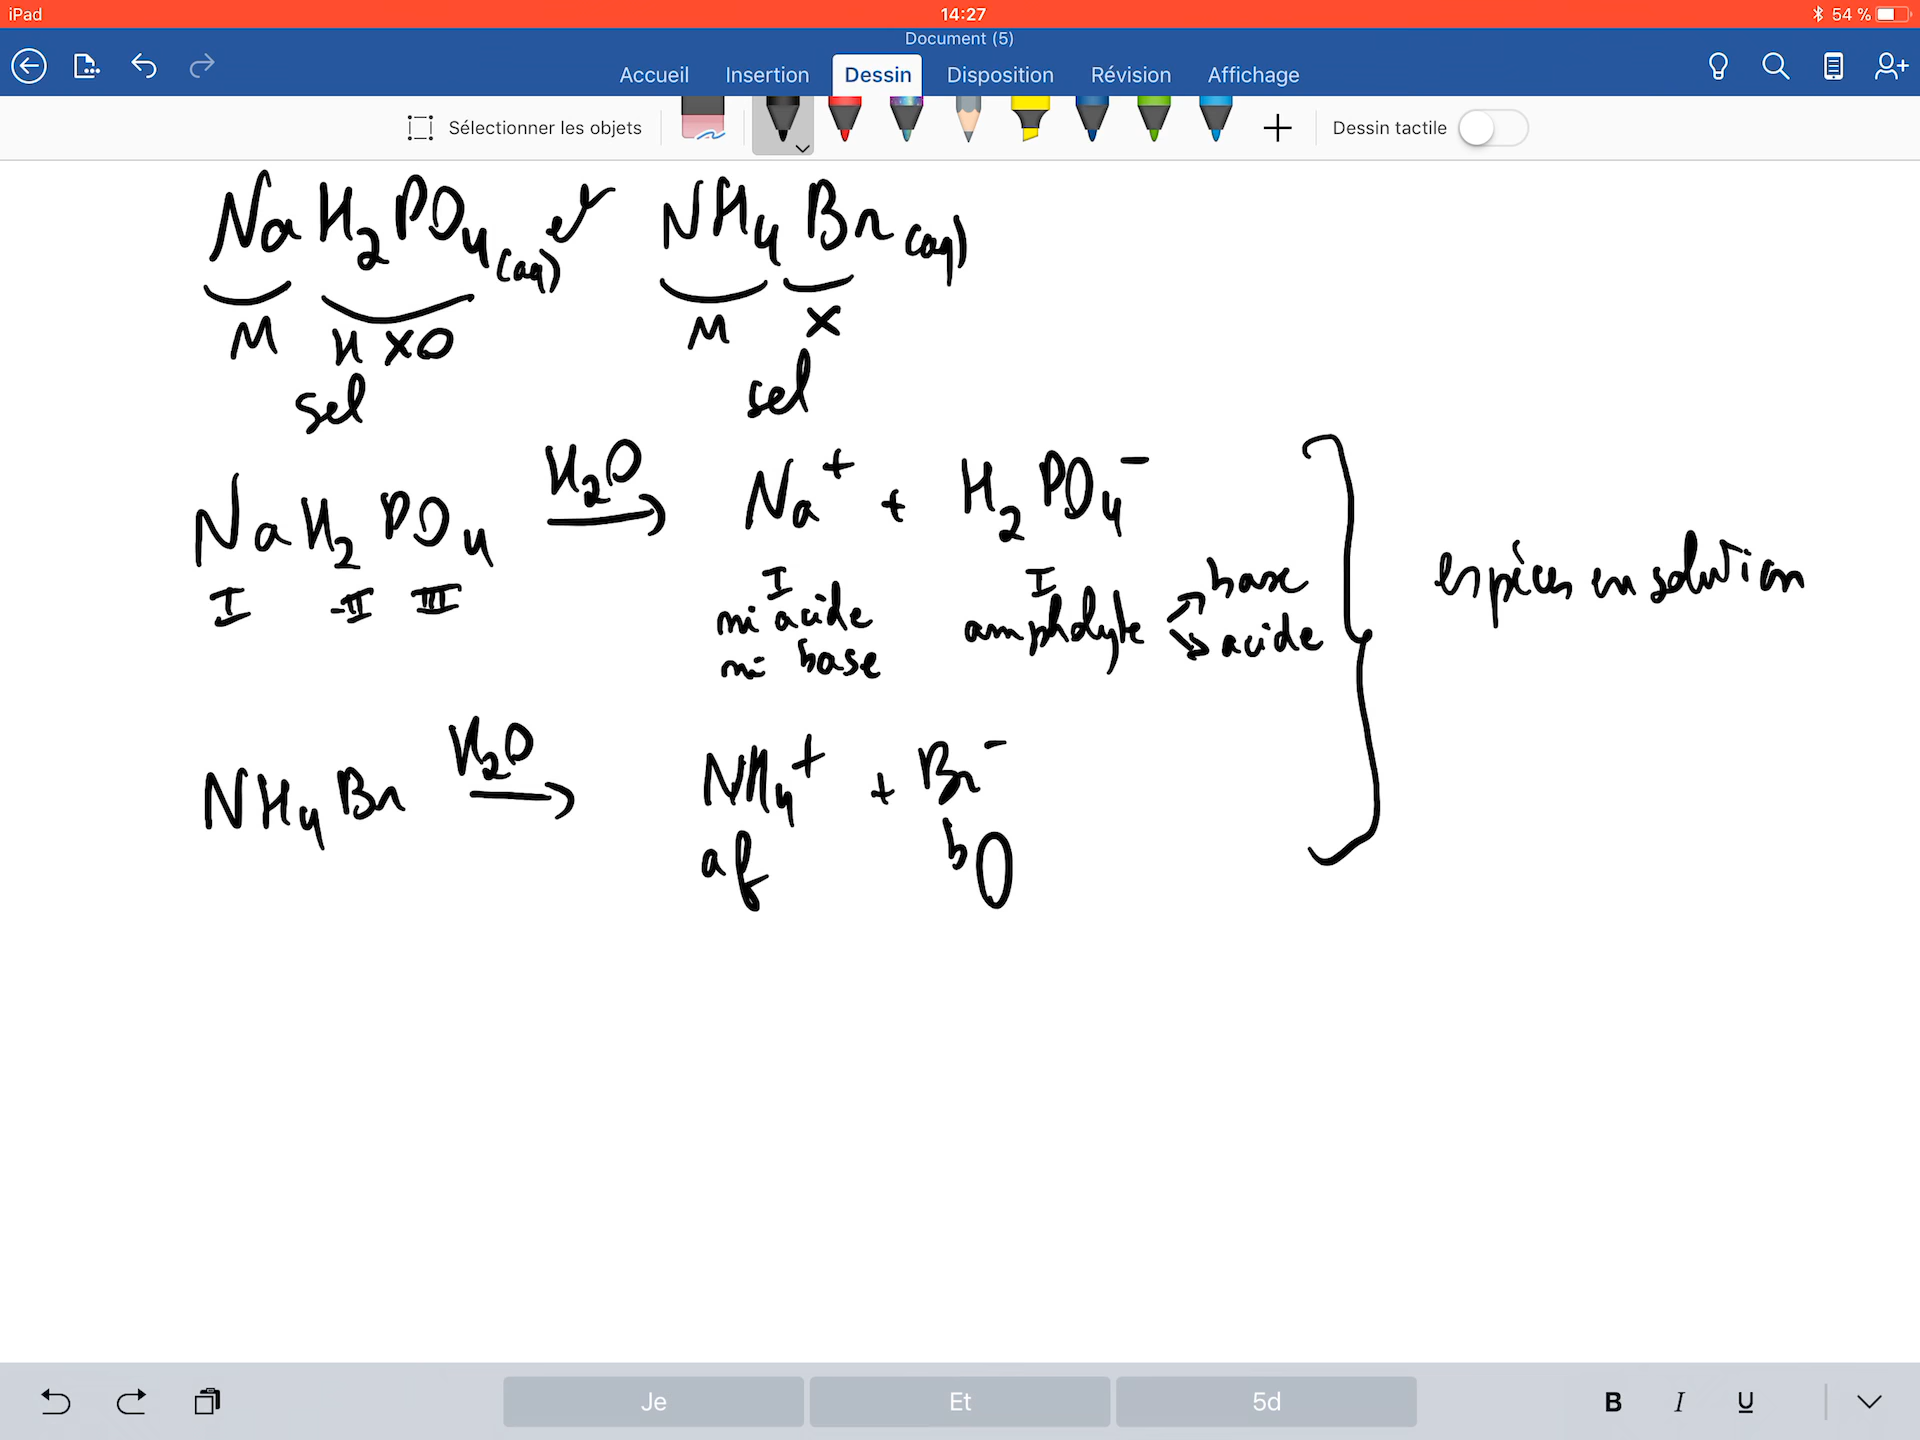 iPad 14:27 54 %
Document (5)
Accueil Insertion Dessin Disposition Révision Affichage
Sélectionner les objets Dessin tactile
NaH₂PO₄(aq) et NH₄Br(aq)
M HXO M X
sel sel
NaH₂PO₄ H₂O → Na⁺ + H₂PO₄⁻
I -II III I I
ni acide
ni base
ampholyte
base
acide
espèces en solution
NH₄Br H₂O → NH₄⁺ + Br⁻
af b0
Je Et 5d B I U